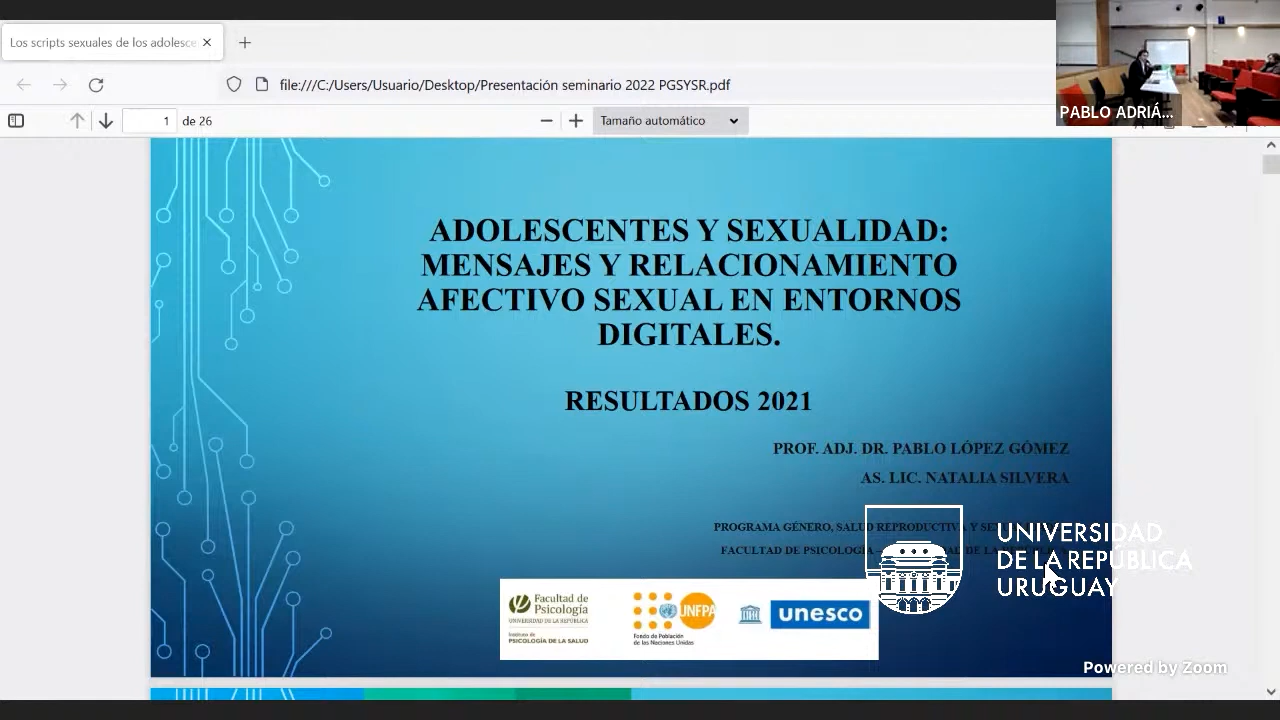 Los scripts sexuales de los adolesce
file:///C:/Users/Usuario/Desktop/Presentación seminario 2022 PGSYSR.pdf
1 de 26
Tamaño automático
PABLO ADRIÁ...
ADOLESCENTES Y SEXUALIDAD:
MENSAJES Y RELACIONAMIENTO
AFECTIVO SEXUAL EN ENTORNOS
DIGITALES.
RESULTADOS 2021
PROF. ADJ. DR. PABLO LÓPEZ GÓMEZ
AS. LIC. NATALIA SILVERA
PROGRAMA GÉNERO, SALUD REPRODUCTIVA Y
FACULTAD DE PSICOLOGÍA
UNIVERSIDAD
DE LA REPÚBLICA
URUGUAY
Facultad de
Psicología
UNIVERSIDAD DE LA REPÚBLICA
Instituto de
PSICOLOGÍA DE LA SALUD
UNFPA
Fondo de Población
de las Naciones Unidas
unesco
Powered by Zoom